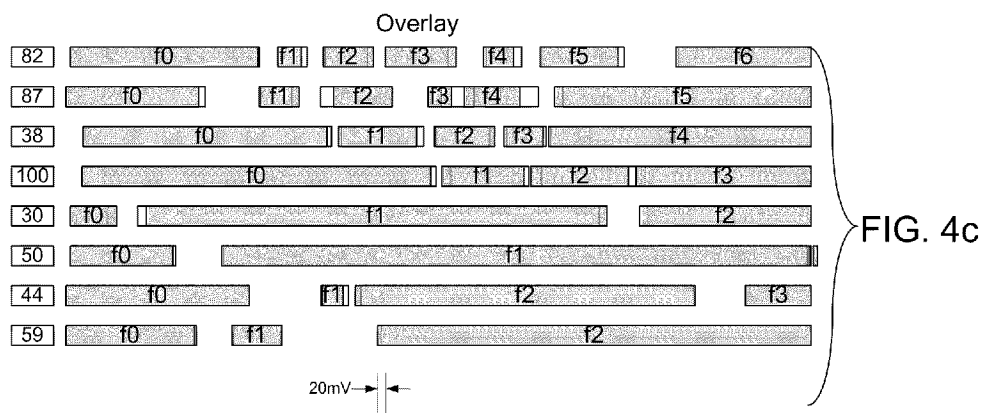 Overlay
82 f0 f1 f2 f3 f4 f5 f6
87 f0 f1 f2 f3 f4 f5
38 f0 f1 f2 f3 f4
100 f0 f1 f2 f3
30 f0 f1 f2
50 f0 f1
44 f0 f1 f2 f3
59 f0 f1 f2
FIG. 4c
20mV